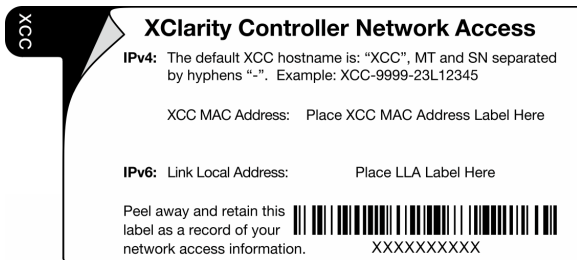 XCC
XClarity Controller Network Access
IPv4: The default XCC hostname is: “XCC”, MT and SN separated
by hyphens “-”. Example: XCC-9999-23L12345
XCC MAC Address: Place XCC MAC Address Label Here
IPv6: Link Local Address: Place LLA Label Here
Peel away and retain this
label as a record of your
network access information.
XXXXXXXXXX